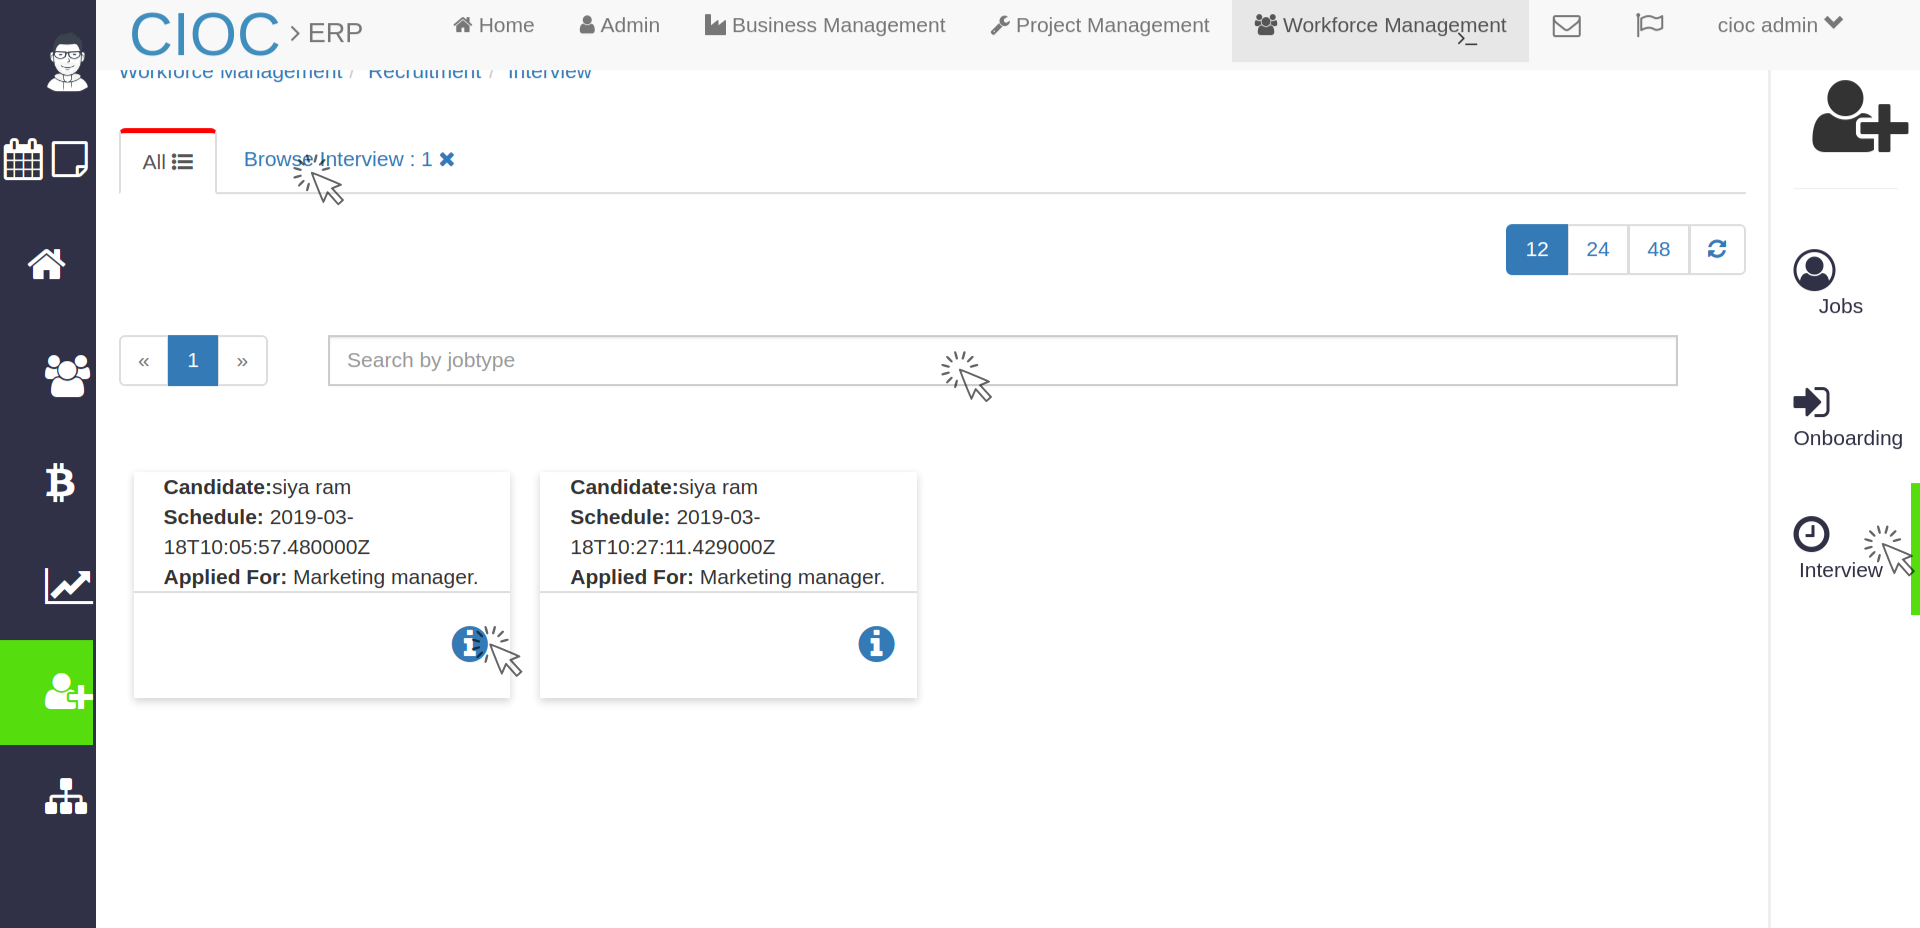 CIOC > ERP
Home
Admin
Business Management
Project Management
Workforce Management
cioc admin
Workforce Management / Recruitment / Interview
All
Browse Interview : 1
12
24
48
« 1 »
Search by jobtype
Candidate:siya ram
Schedule: 2019-03-
18T10:05:57.480000Z
Applied For: Marketing manager.
Candidate:siya ram
Schedule: 2019-03-
18T10:27:11.429000Z
Applied For: Marketing manager.
Jobs
Onboarding
Interview